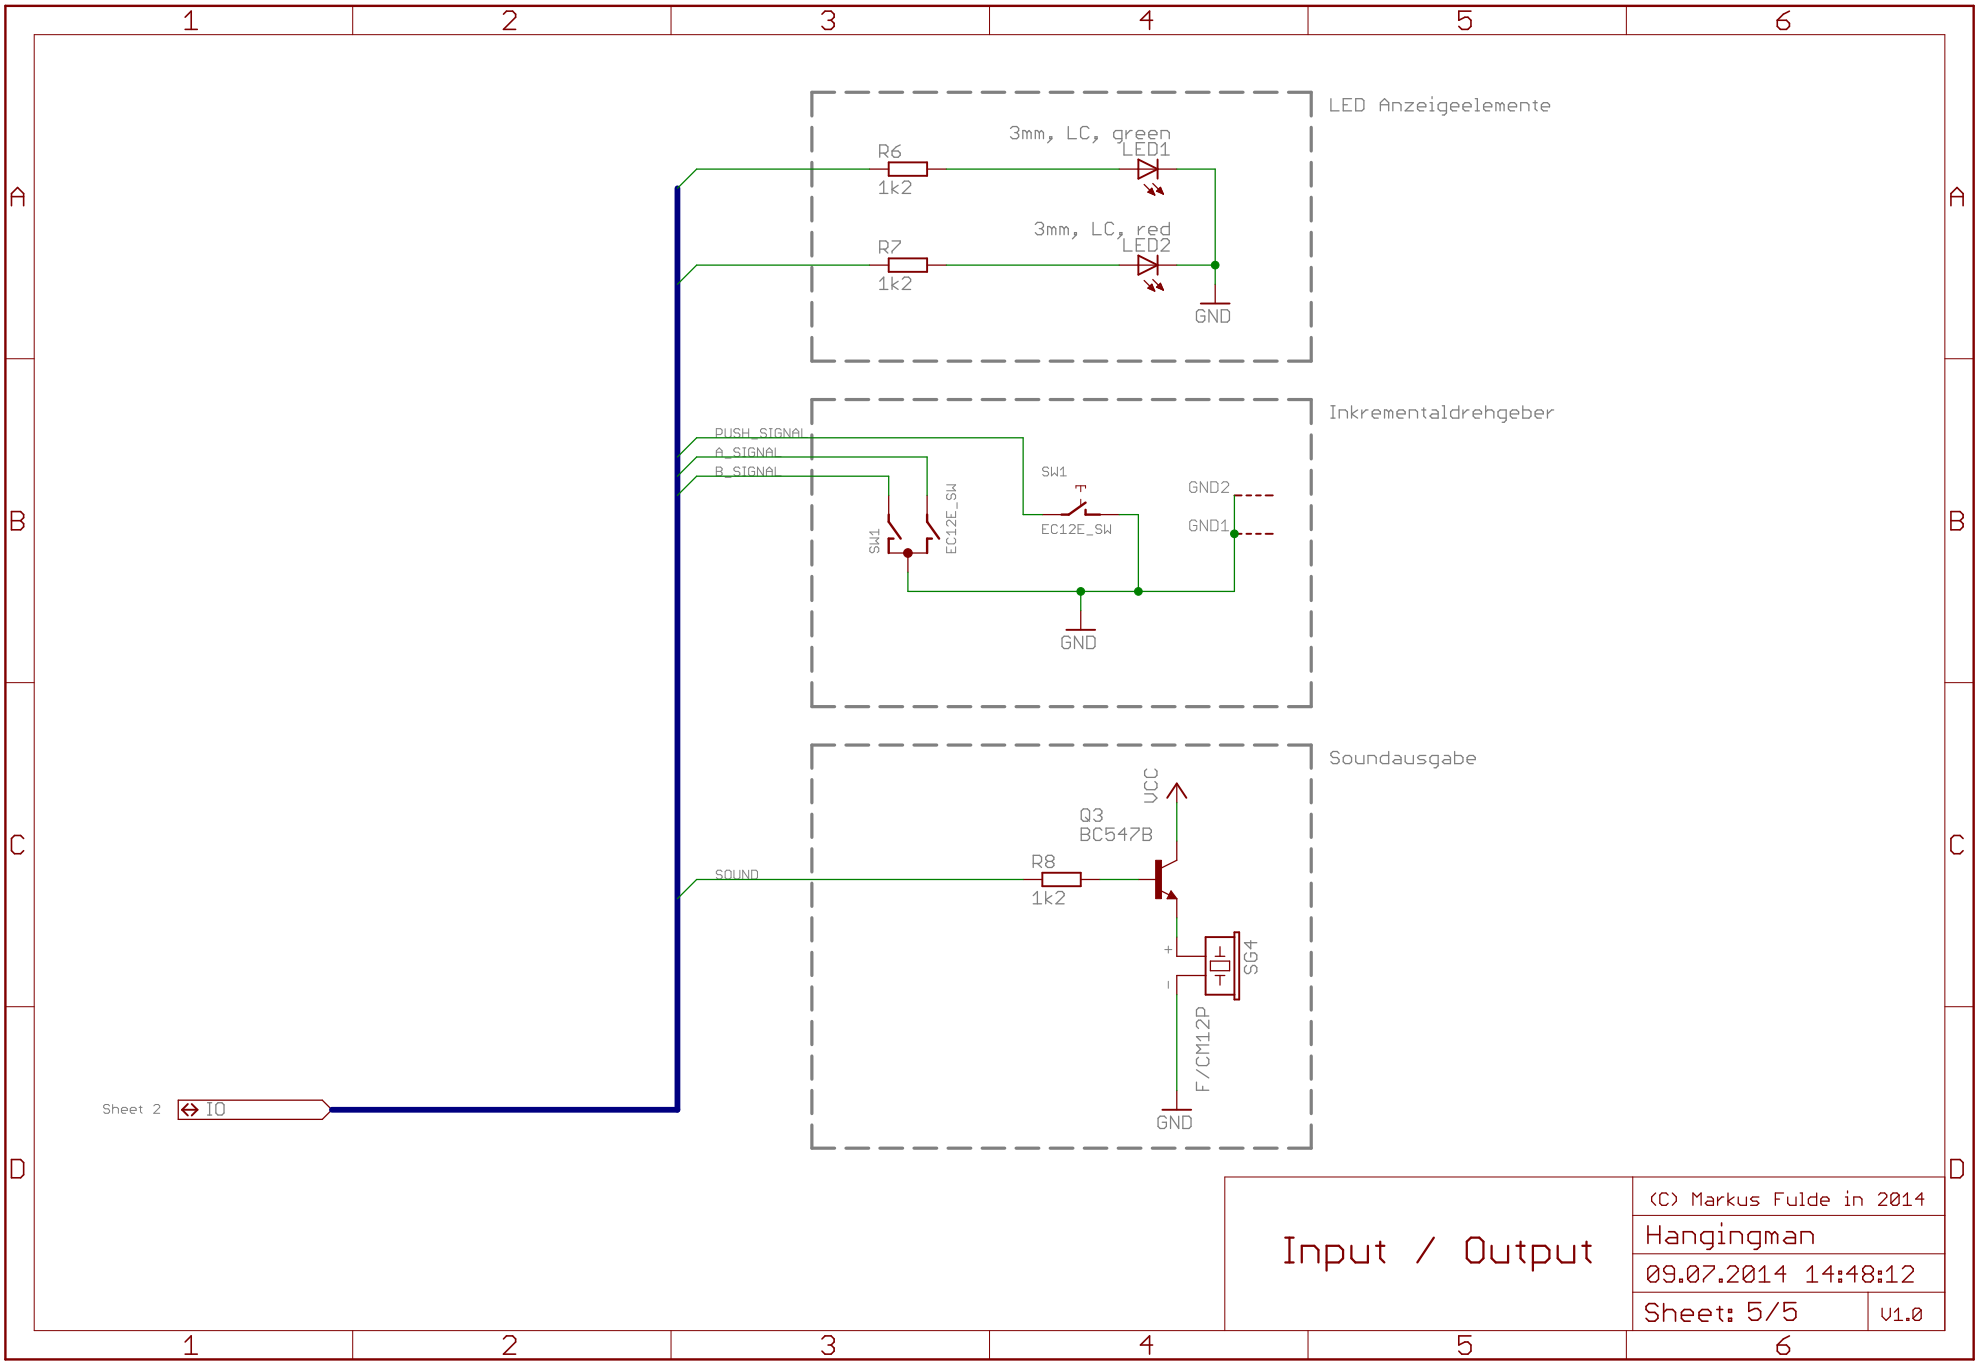 1 2 3 4 5 6
A A
B B
C C
D D
LED Anzeigeelemente
3mm, LC, green
LED1
R6
1k2
3mm, LC, red
LED2
R7
1k2
GND
Inkrementaldrehgeber
PUSH_SIGNAL
A_SIGNAL
B_SIGNAL
SW1
EC12E_SW
SW1
EC12E_SW
GND2
GND1
GND
Soundausgabe
VCC
Q3
BC547B
SOUND
R8
1k2
+
-
SG4
F/CM12P
GND
Sheet 2
IO
Input / Output
(C) Markus Fulde in 2014
Hangingman
09.07.2014 14:48:12
Sheet: 5/5
V1.0
1 2 3 4 5 6